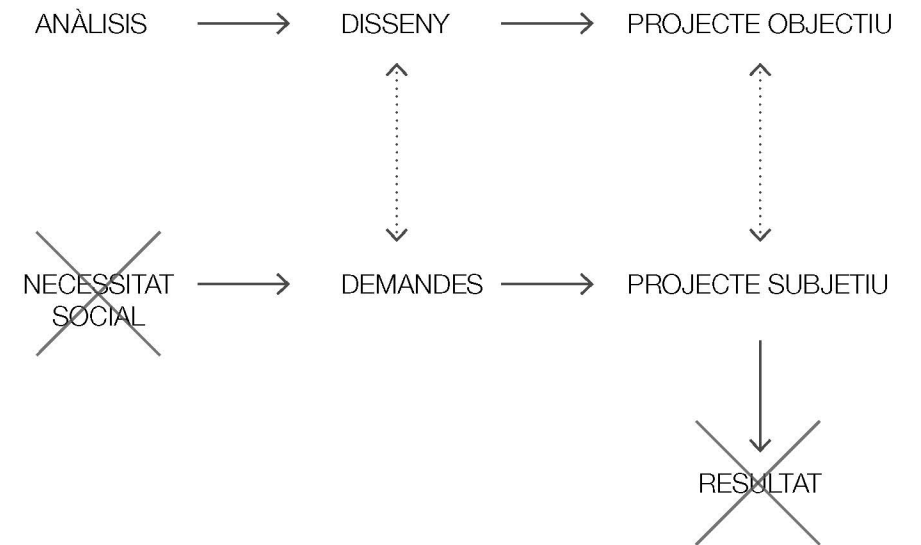 ANÀLISIS
DISSENY
PROJECTE OBJECTIU
NECESSITAT
SOCIAL
DEMANDES
PROJECTE SUBJETIU
RESULTAT